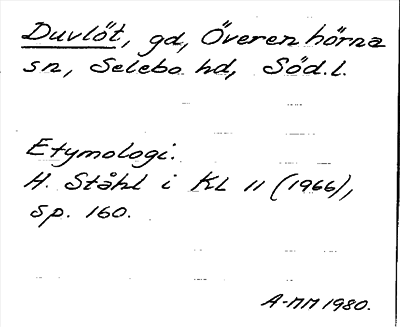 Duvlöt, gd, Överenhörna
sn, Selebo hd, Söd.l.
Etymologi.
H. Ståhl i KL 11 (1966),
sp. 160.
A-MM 1980.